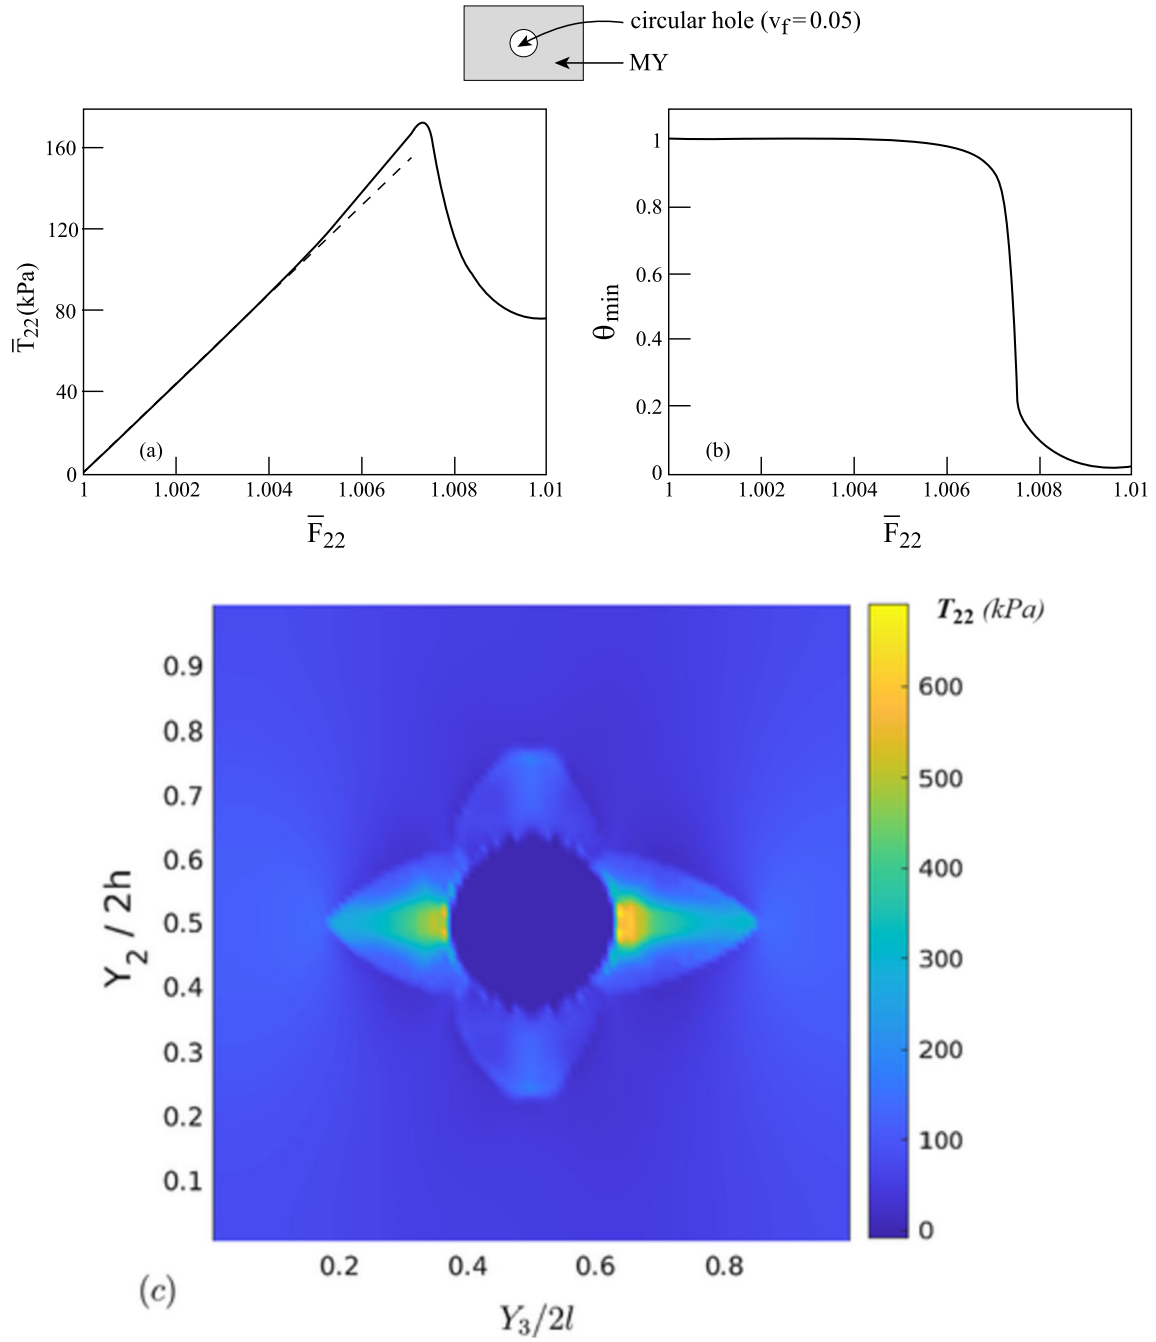 circular hole (vf=0.05)
MY
T̅22(kPa)
160
120
80
40
0
(a)
1 1.002 1.004 1.006 1.008 1.01
F̅22
θmin
1
0.8
0.6
0.4
0.2
0
(b)
1 1.002 1.004 1.006 1.008 1.01
F̅22
T22 (kPa)
Y2 / 2h
0.9
0.8
0.7
0.6
0.5
0.4
0.3
0.2
0.1
600
500
400
300
200
100
0
0.2 0.4 0.6 0.8
(c)
Y3/2l